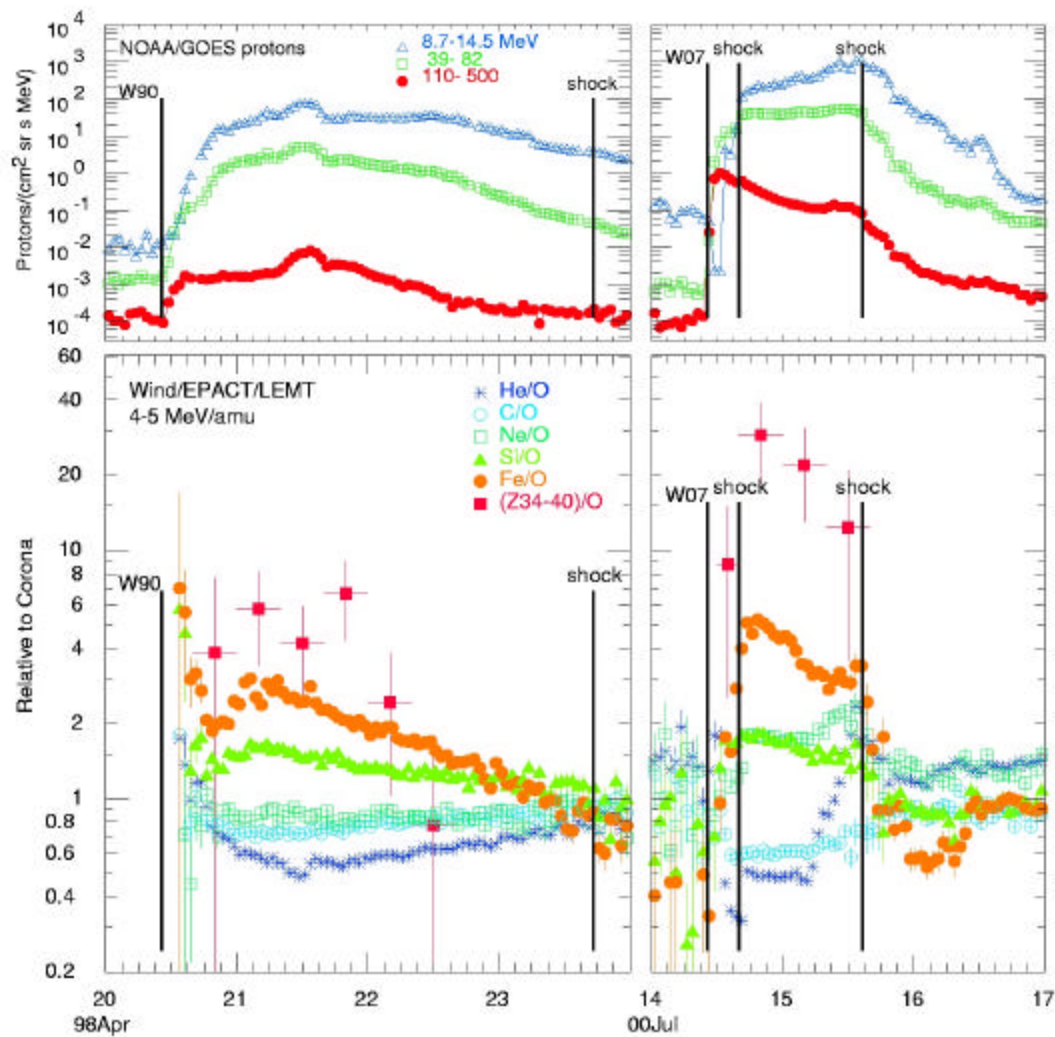 10 4
10 3
10 2
10 1
10 0
10 -1
10 -2
10 -3
10 -4
Protons/(cm2 sr s MeV)
NOAA/GOES protons
8.7-14.5 MeV
39- 82
110- 500
W90
shock
W07
shock
shock
60
40
20
10
8
6
4
2
1
0.8
0.6
0.4
0.2
Relative to Corona
Wind/EPACT/LEMT
4-5 MeV/amu
He/O
C/O
Ne/O
Si/O
Fe/O
(Z34-40)/O
W90
shock
W07
shock
shock
20
21
22
23
98Apr
14
15
16
17
00Jul